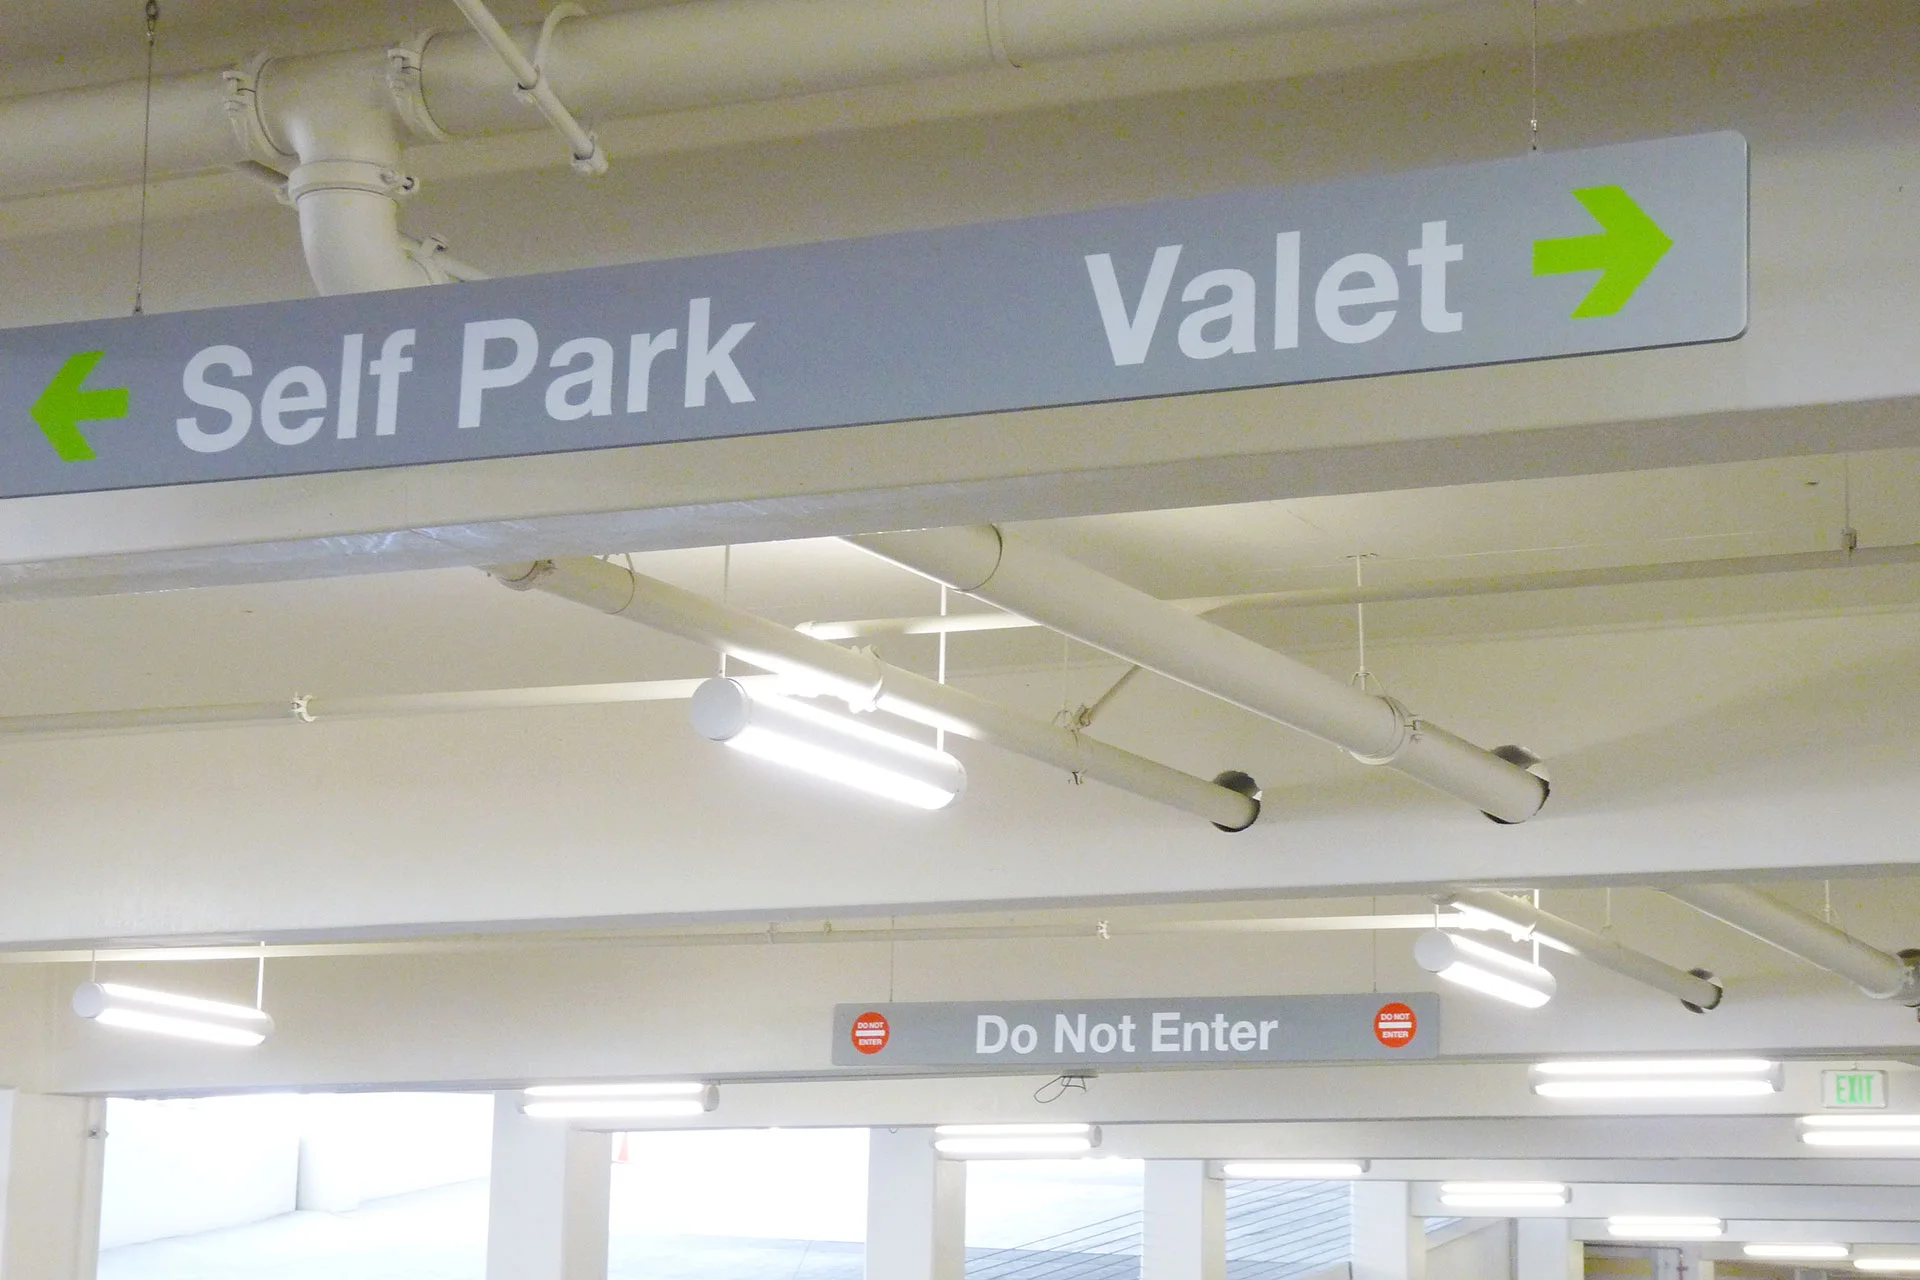 Self Park Valet
DO NOT
ENTER
Do Not Enter
DO NOT
ENTER
EXIT